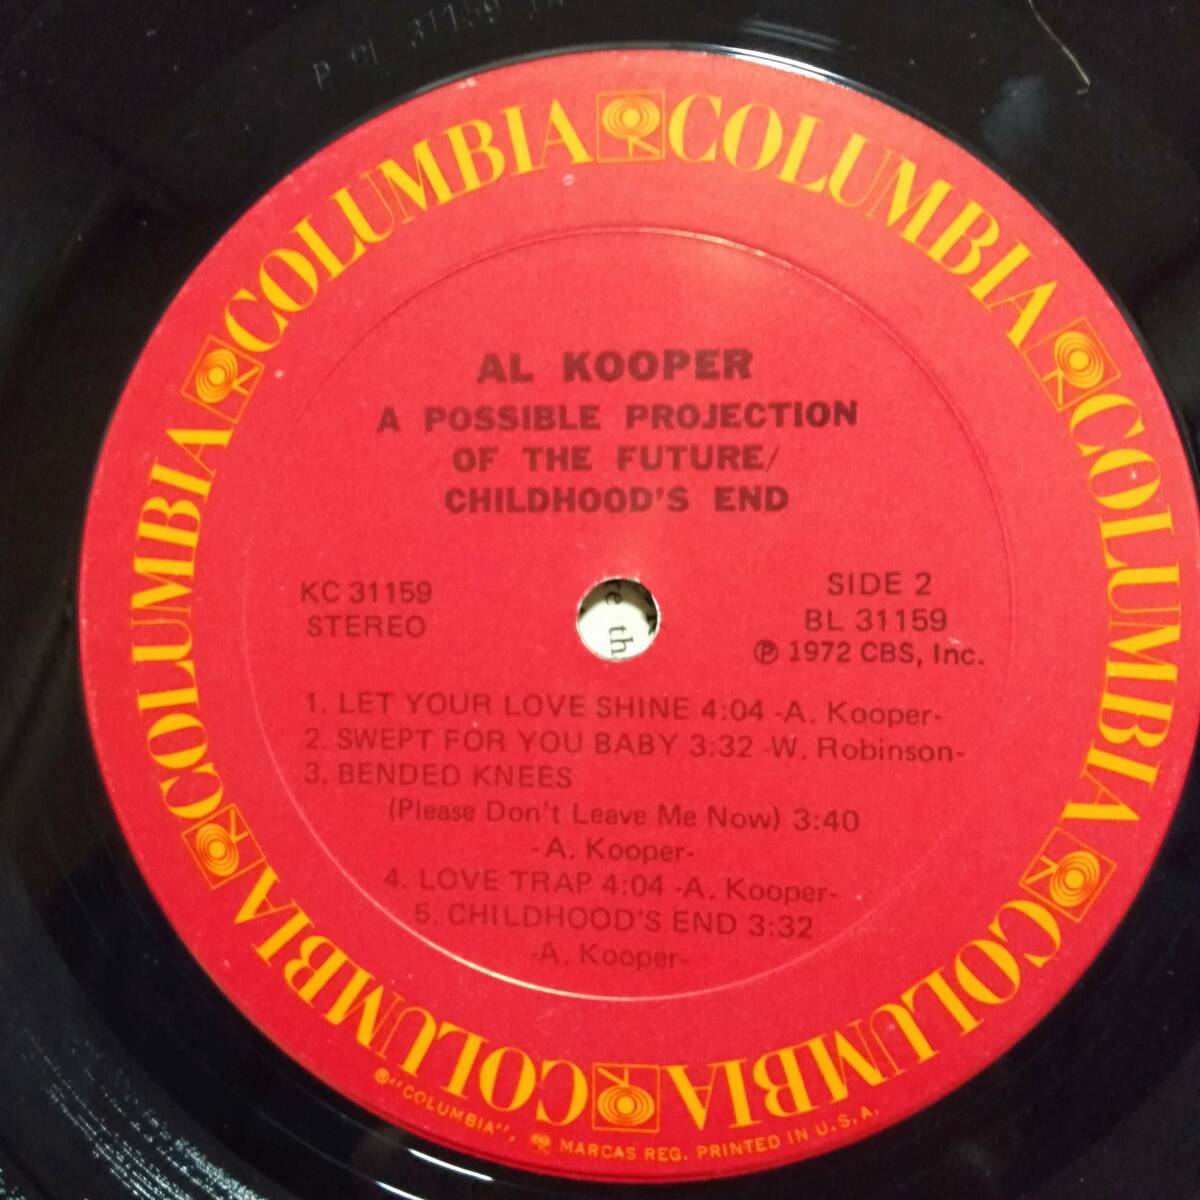 COLUMBIA COLUMBIA COLUMBIA COLUMBIA COLUMBIA COLUMBIA
AL KOOPER
A POSSIBLE PROJECTION
OF THE FUTURE/
CHILDHOOD'S END
KC 31159
STEREO
SIDE 2
BL 31159
℗ 1972 CBS, Inc.
re th
1. LET YOUR LOVE SHINE 4:04 -A. Kooper-
2. SWEPT FOR YOU BABY 3:32 -W. Robinson-
3. BENDED KNEES
(Please Don't Leave Me Now) 3:40
-A. Kooper-
4. LOVE TRAP 4:04 -A. Kooper-
5. CHILDHOOD'S END 3:32
-A. Kooper-
®"COLUMBIA", MARCAS REG. PRINTED IN U.S.A.